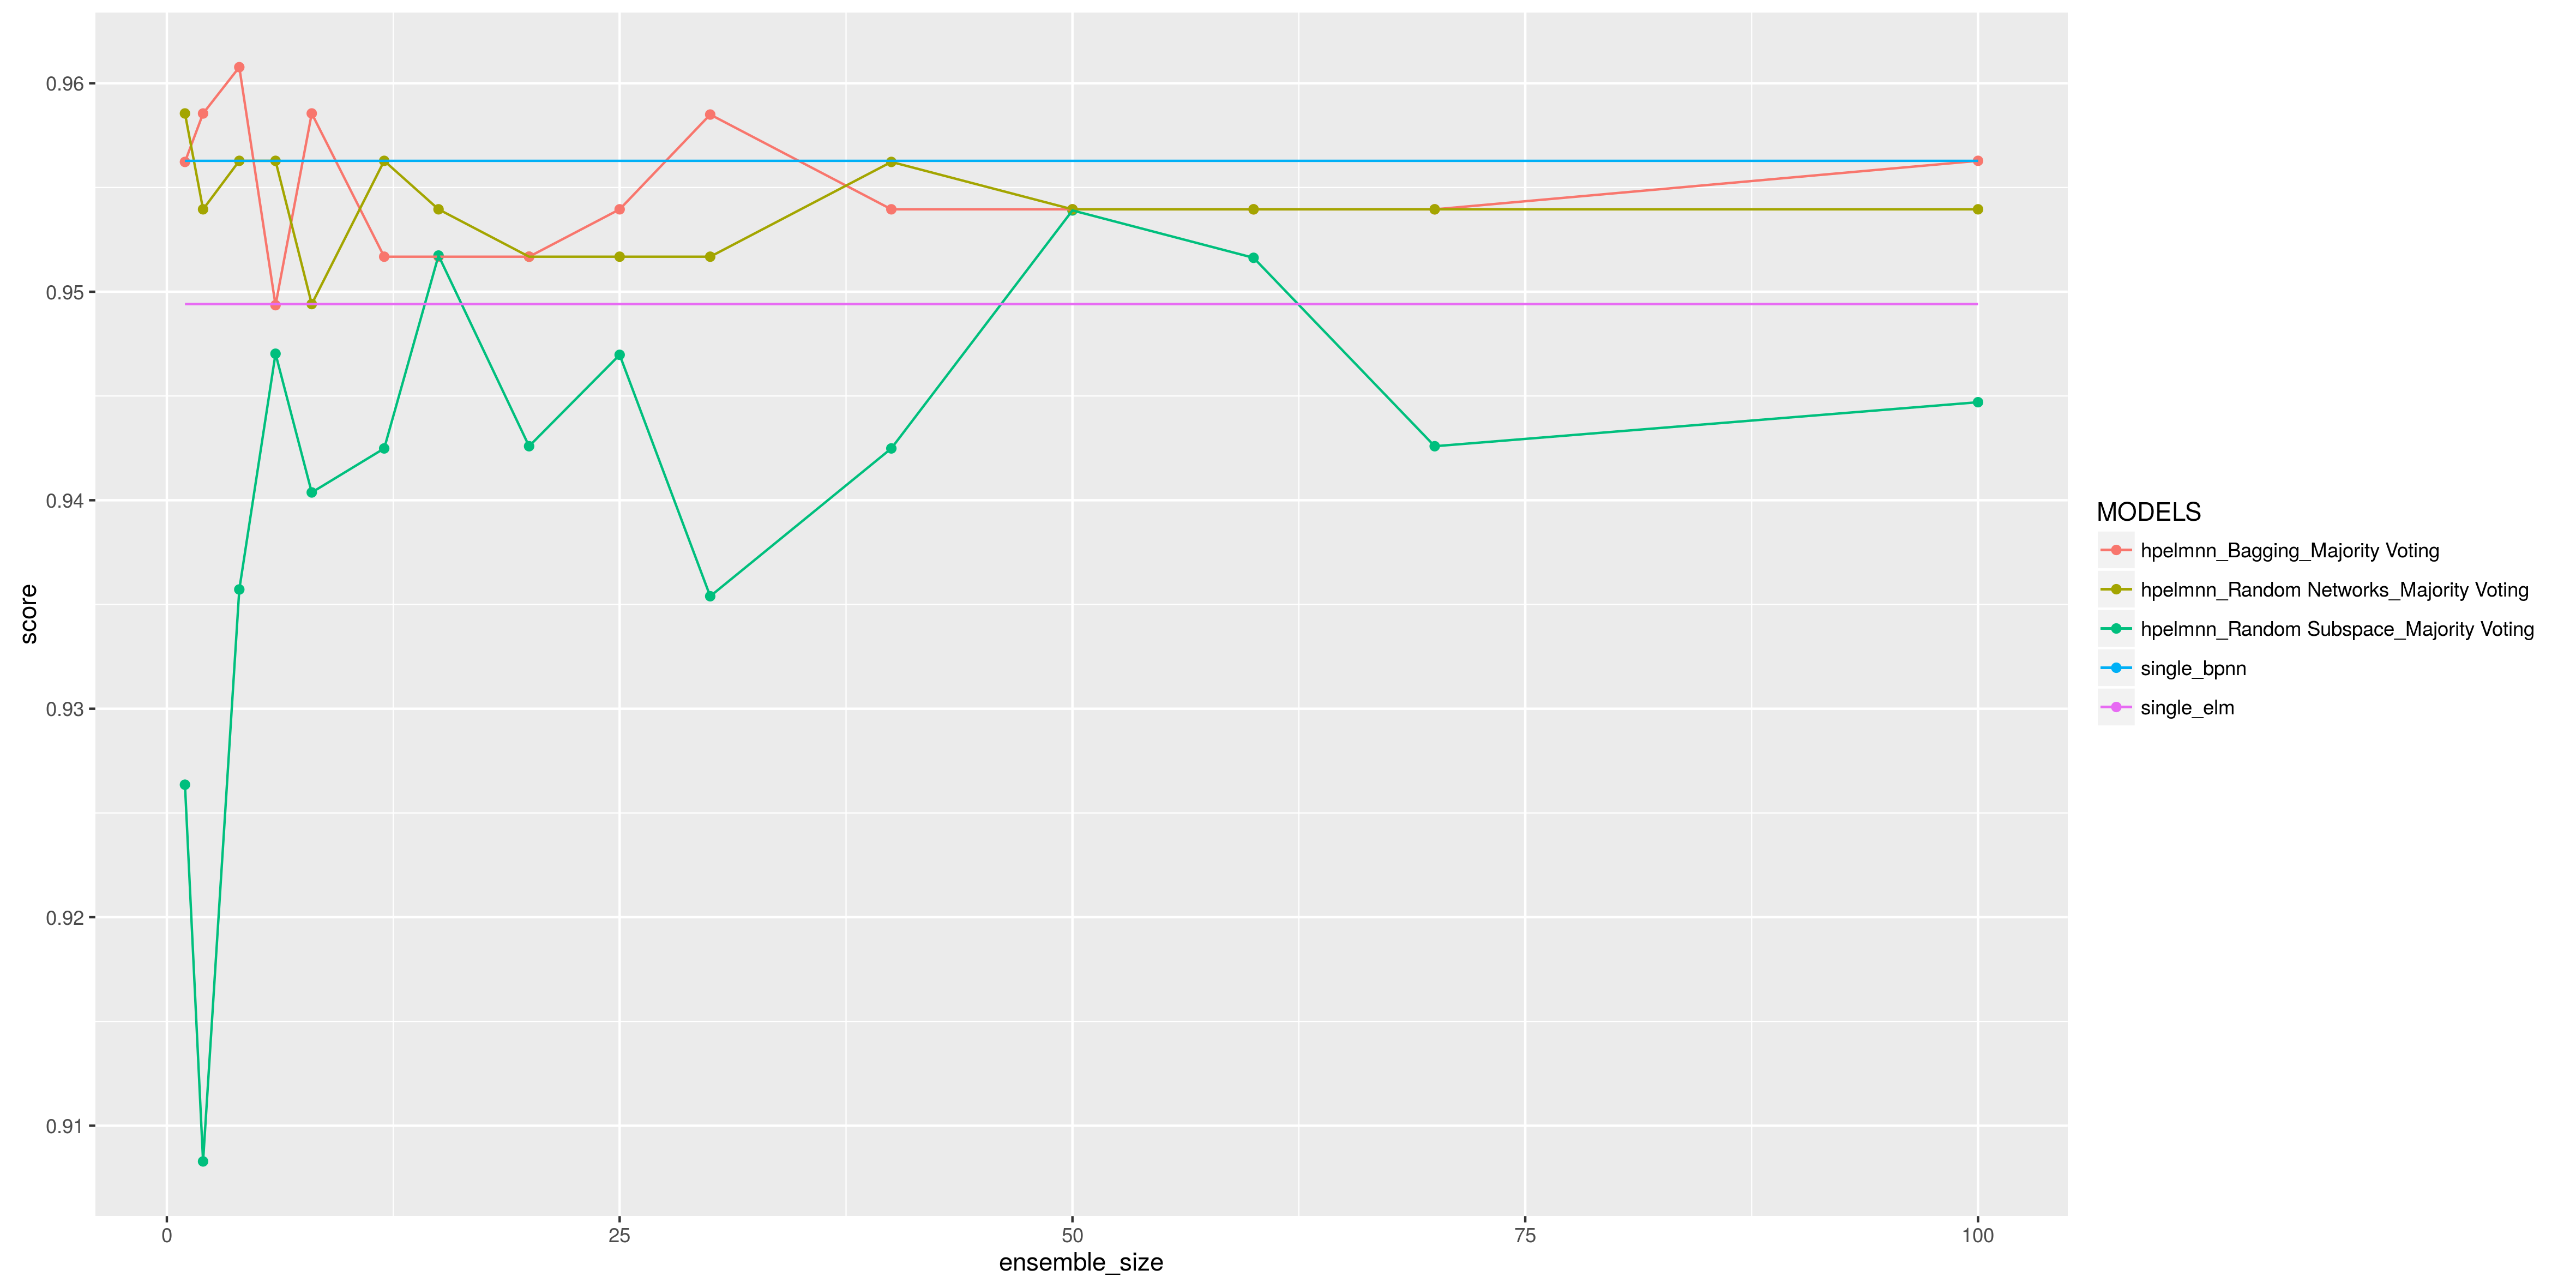 0.96
0.95
0.94
0.93
0.92
0.91
score
0
25
50
75
100
ensemble_size
MODELS
hpelmnn_Bagging_Majority Voting
hpelmnn_Random Networks_Majority Voting
hpelmnn_Random Subspace_Majority Voting
single_bpnn
single_elm